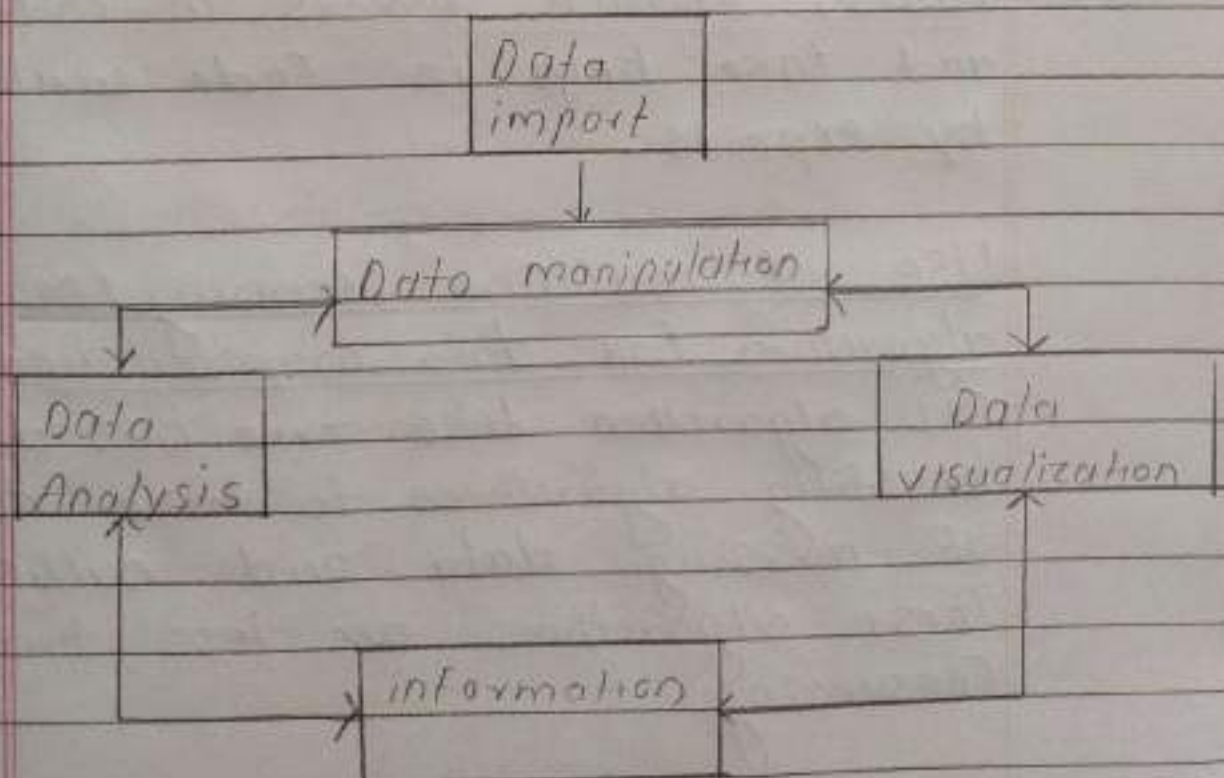 Data
import
Data manipulation
Data
Analysis
Data
visualization
information